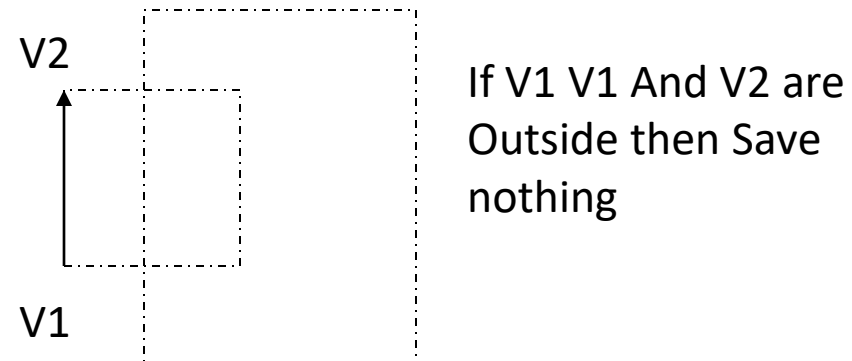 V2
If V1 V1 And V2 are
Outside then Save
nothing
V1